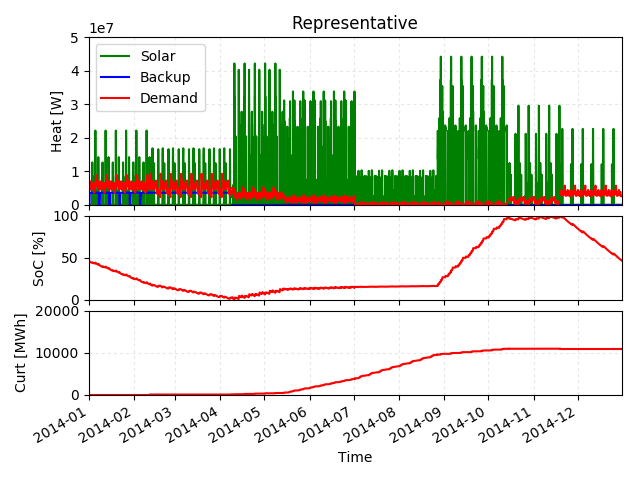 Representative
1e7
5
4
3
2
1
0
Heat [W]
Solar
Backup
Demand
100
50
0
SoC [%]
20000
10000
0
Curt [MWh]
2014-01
2014-02
2014-03
2014-04
2014-05
2014-06
2014-07
2014-08
2014-09
2014-10
2014-11
2014-12
Time